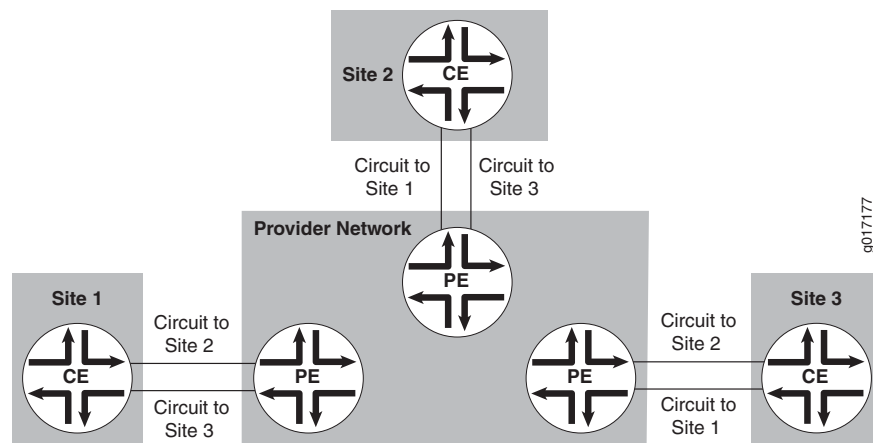 Site 2
CE
Circuit to
Site 1
Circuit to
Site 3
Provider Network
PE
g017177
Site 1
CE
Circuit to
Site 2
Circuit to
Site 3
PE
PE
Circuit to
Site 2
Circuit to
Site 1
Site 3
CE